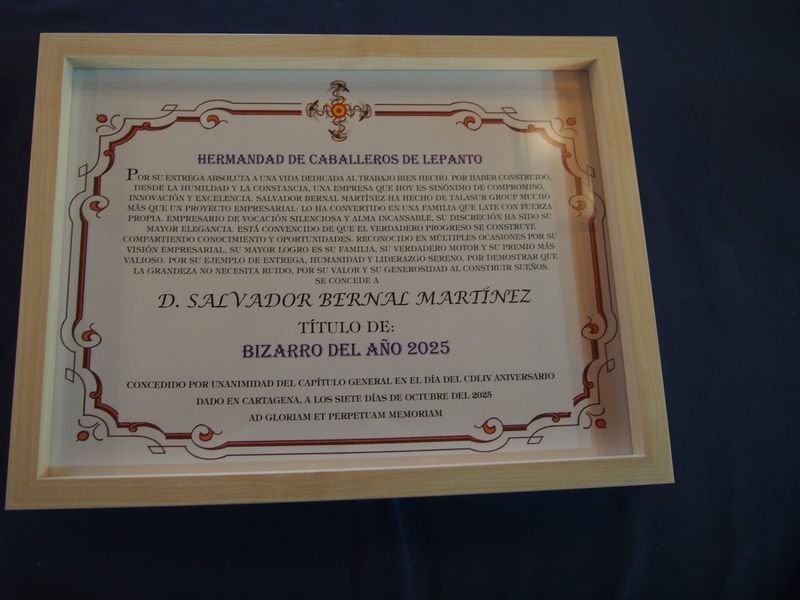 HERMANDAD DE CABALLEROS DE LEPANTO
POR SU ENTREGA ABSOLUTA A UNA VIDA DEDICADA AL TRABAJO BIEN HECHO. POR HABER CONSTRUIDO,
DESDE LA HUMILDAD Y LA CONSTANCIA, UNA EMPRESA QUE HOY ES SINÓNIMO DE COMPROMISO,
INNOVACIÓN Y EXCELENCIA. SALVADOR BERNAL MARTÍNEZ HA HECHO DE TALASUR GROUP MUCHO
MÁS QUE UN PROYECTO EMPRESARIAL: LO HA CONVERTIDO EN UNA FAMILIA QUE LATE CON FUERZA
PROPIA. EMPRESARIO DE VOCACIÓN SILENCIOSA Y ALMA INCANSABLE, SU DISCRECIÓN HA SIDO SU
MAYOR ELEGANCIA. ESTÁ CONVENCIDO DE QUE EL VERDADERO PROGRESO SE CONSTRUYE
COMPARTIENDO CONOCIMIENTO Y OPORTUNIDADES. RECONOCIDO EN MÚLTIPLES OCASIONES POR SU
VISIÓN EMPRESARIAL, SU MAYOR LOGRO ES SU FAMILIA, SU VERDADERO MOTOR Y SU PREMIO MÁS
VALIOSO. POR SU EJEMPLO DE ENTREGA, HUMANIDAD Y LIDERAZGO SERENO, POR DEMOSTRAR QUE
LA GRANDEZA NO NECESITA RUIDO, POR SU VALOR Y SU GENEROSIDAD AL CONSTRUIR SUEÑOS.
SE CONCEDE A
D. SALVADOR BERNAL MARTÍNEZ
TÍTULO DE:
BIZARRO DEL AÑO 2025
CONCEDIDO POR UNANIMIDAD DEL CAPÍTULO GENERAL EN EL DÍA DEL CDLIV ANIVERSARIO
DADO EN CARTAGENA, A LOS SIETE DÍAS DE OCTUBRE DEL 2025
AD GLORIAM ET PERPETUAM MEMORIAM